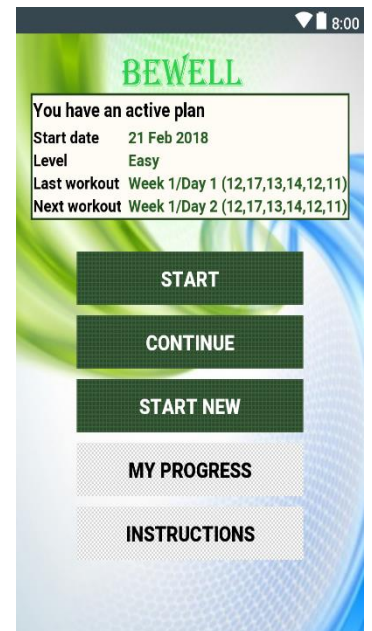 8:00
BEWELL
You have an active plan
Start date 21 Feb 2018
Level Easy
Last workout Week 1/Day 1 (12,17,13,14,12,11)
Next workout Week 1/Day 2 (12,17,13,14,12,11)
START
CONTINUE
START NEW
MY PROGRESS
INSTRUCTIONS